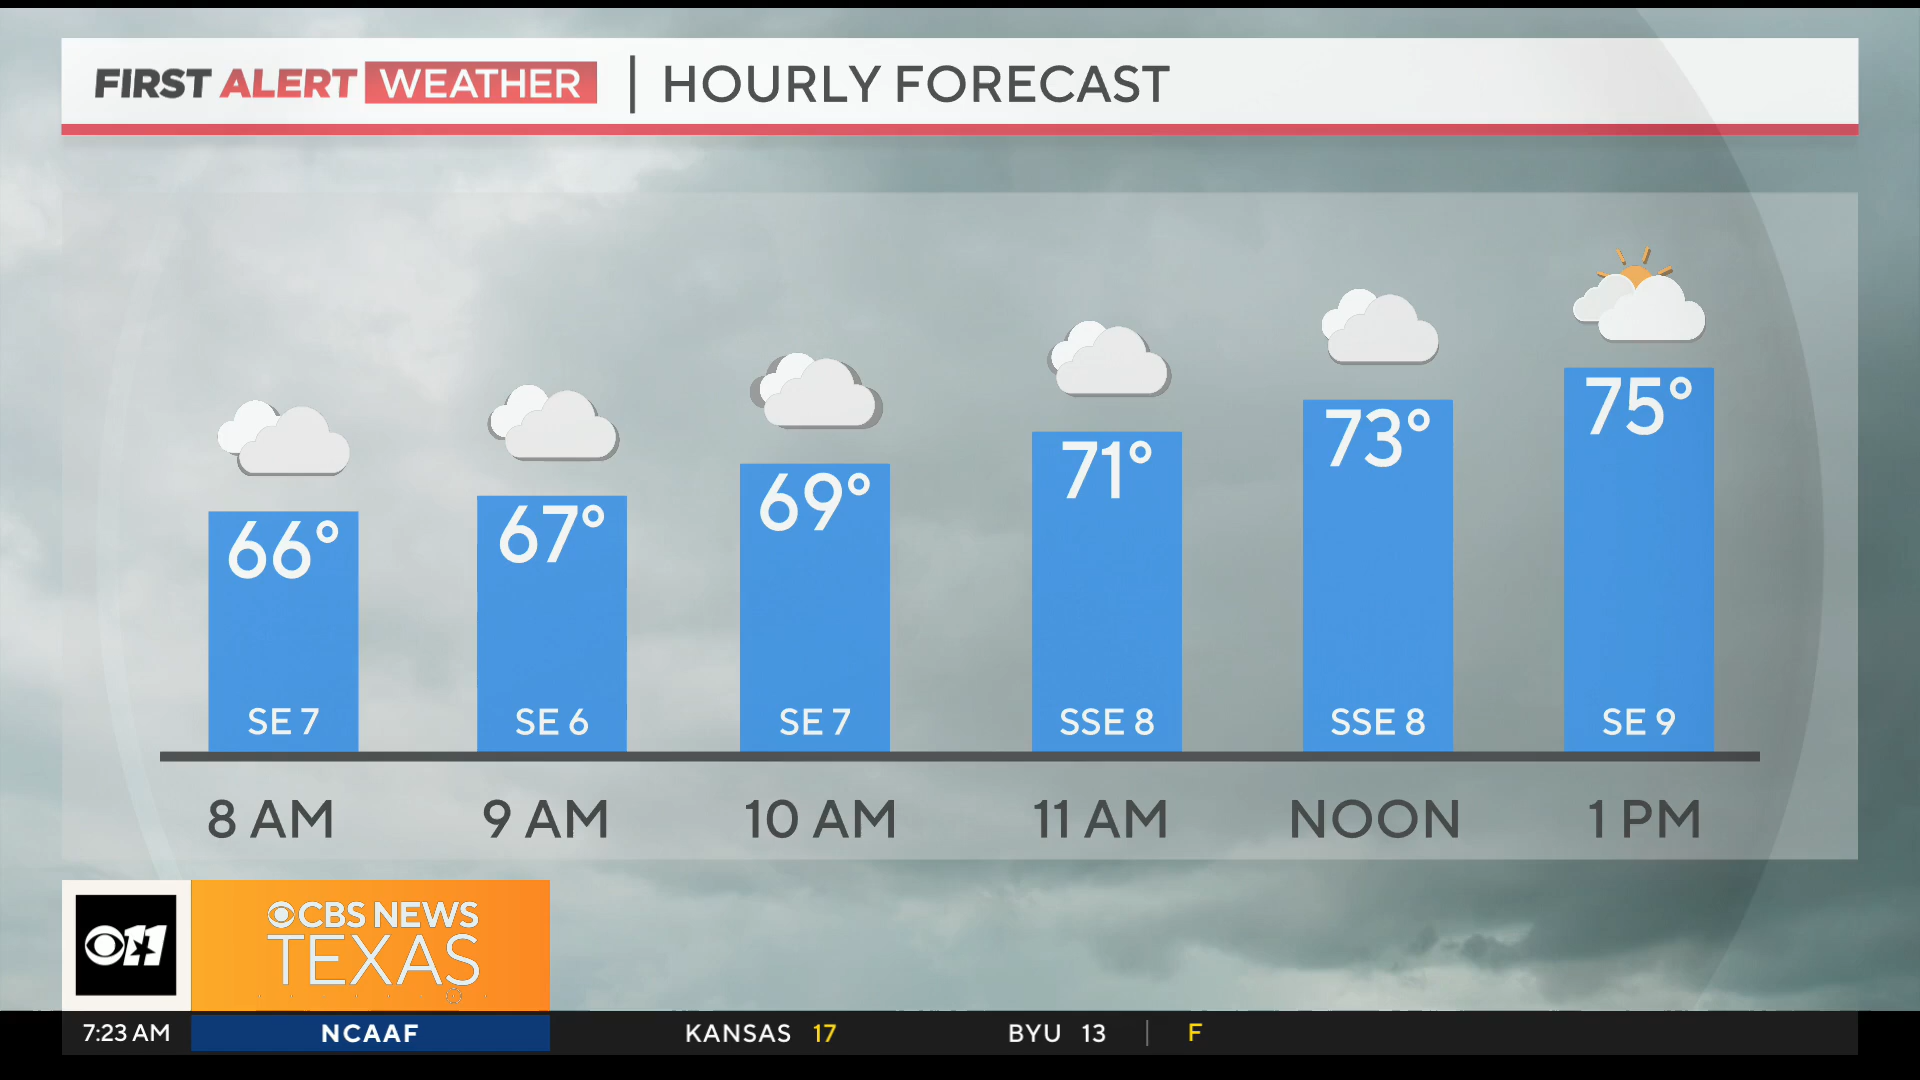 FIRST ALERT WEATHER | HOURLY FORECAST
66° 67° 69° 71° 73° 75°
SE 7 SE 6 SE 7 SSE 8 SSE 8 SE 9
8 AM 9 AM 10 AM 11 AM NOON 1 PM
11
CBS NEWS
TEXAS
7:23 AM NCAAF KANSAS 17 BYU 13 | F